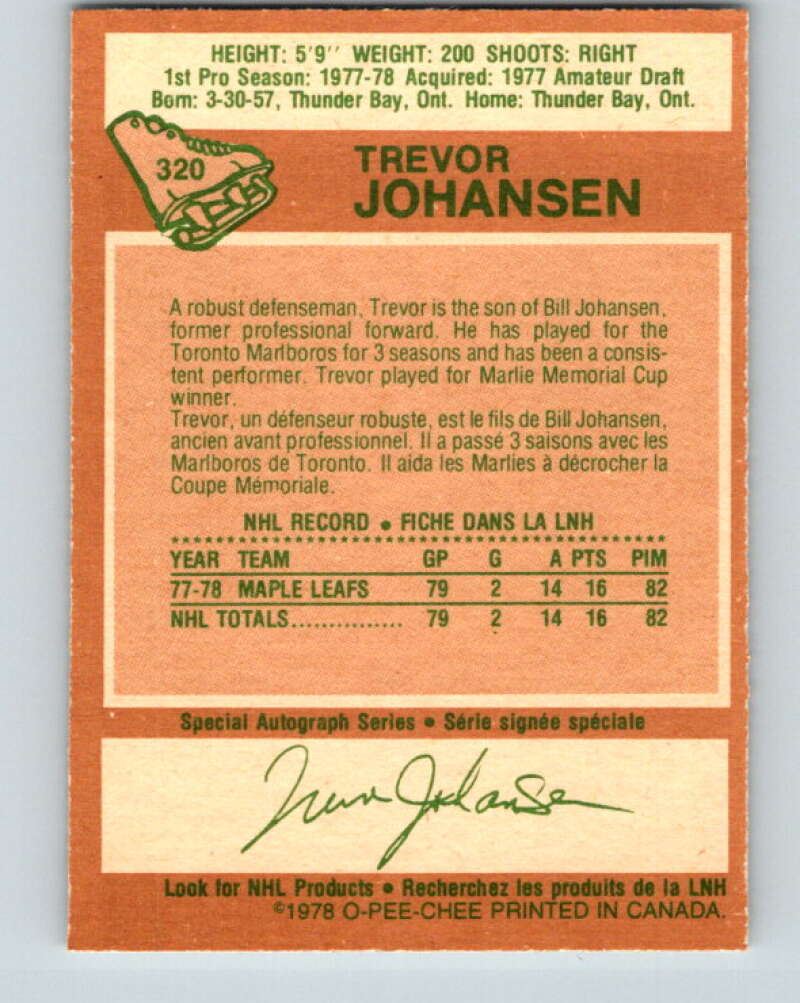 HEIGHT: 5'9'' WEIGHT: 200 SHOOTS: RIGHT
1st Pro Season: 1977-78 Acquired: 1977 Amateur Draft
Born: 3-30-57, Thunder Bay, Ont. Home: Thunder Bay, Ont.
320
TREVOR
JOHANSEN
A robust defenseman, Trevor is the son of Bill Johansen,
former professional forward. He has played for the
Toronto Marlboros for 3 seasons and has been a consis-
tent performer. Trevor played for Marlie Memorial Cup
winner.
Trevor, un défenseur robuste, est le fils de Bill Johansen,
ancien avant professionnel. Il a passé 3 saisons avec les
Marlboros de Toronto. Il aida les Marlies à décrocher la
Coupe Mémoriale.
NHL RECORD • FICHE DANS LA LNH
YEAR TEAM GP G A PTS PIM
77-78 MAPLE LEAFS 79 2 14 16 82
NHL TOTALS............... 79 2 14 16 82
Special Autograph Series • Série signée spéciale
Trevor Johansen
Look for NHL Products • Recherchez les produits de la LNH
©1978 O-PEE-CHEE PRINTED IN CANADA.